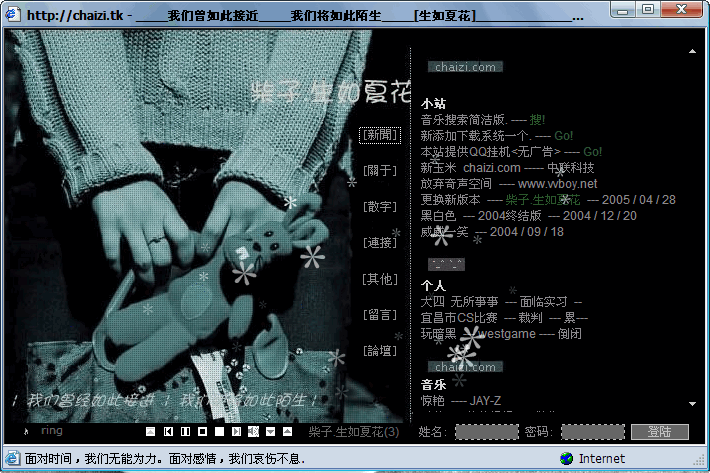 http://chaizi.tk - _____我们曾如此接近_____我们将如此陌生_____[生如夏花]_______________...
柴子.生如夏花
[新聞]
[關于]
[散字]
[連接]
[其他]
[留言]
[論壇]
| 我们曾经如此接近 | 我们将如此陌生 |
chaizi.com
小站
音乐搜索简洁版. ---- 搜!
新添加下载系统一个. ---- Go!
本站提供QQ挂机<无广告> ---- Go!
新玉米 chaizi.com ----- 中联科技
放弃奇声空间 ---- www.wboy.net
更换新版本 ---- 柴子.生如夏花 --- 2005 / 04 / 28
黑白色 --- 2004终结版 --- 2004 / 12 / 20
一笑 --- 2004 / 09 / 18
个人
大四 无所事事 --- 面临实习 --
宜昌市CS比赛 --- 裁判 --- 累---
玩暗黑 westgame ---- 倒闭
chaizi.com
音乐
惊艳 ---- JAY-Z
ring
柴子.生如夏花(3)
姓名:
密码:
登陆
面对时间，我们无能为力。面对感情，我们哀伤不息.
Internet